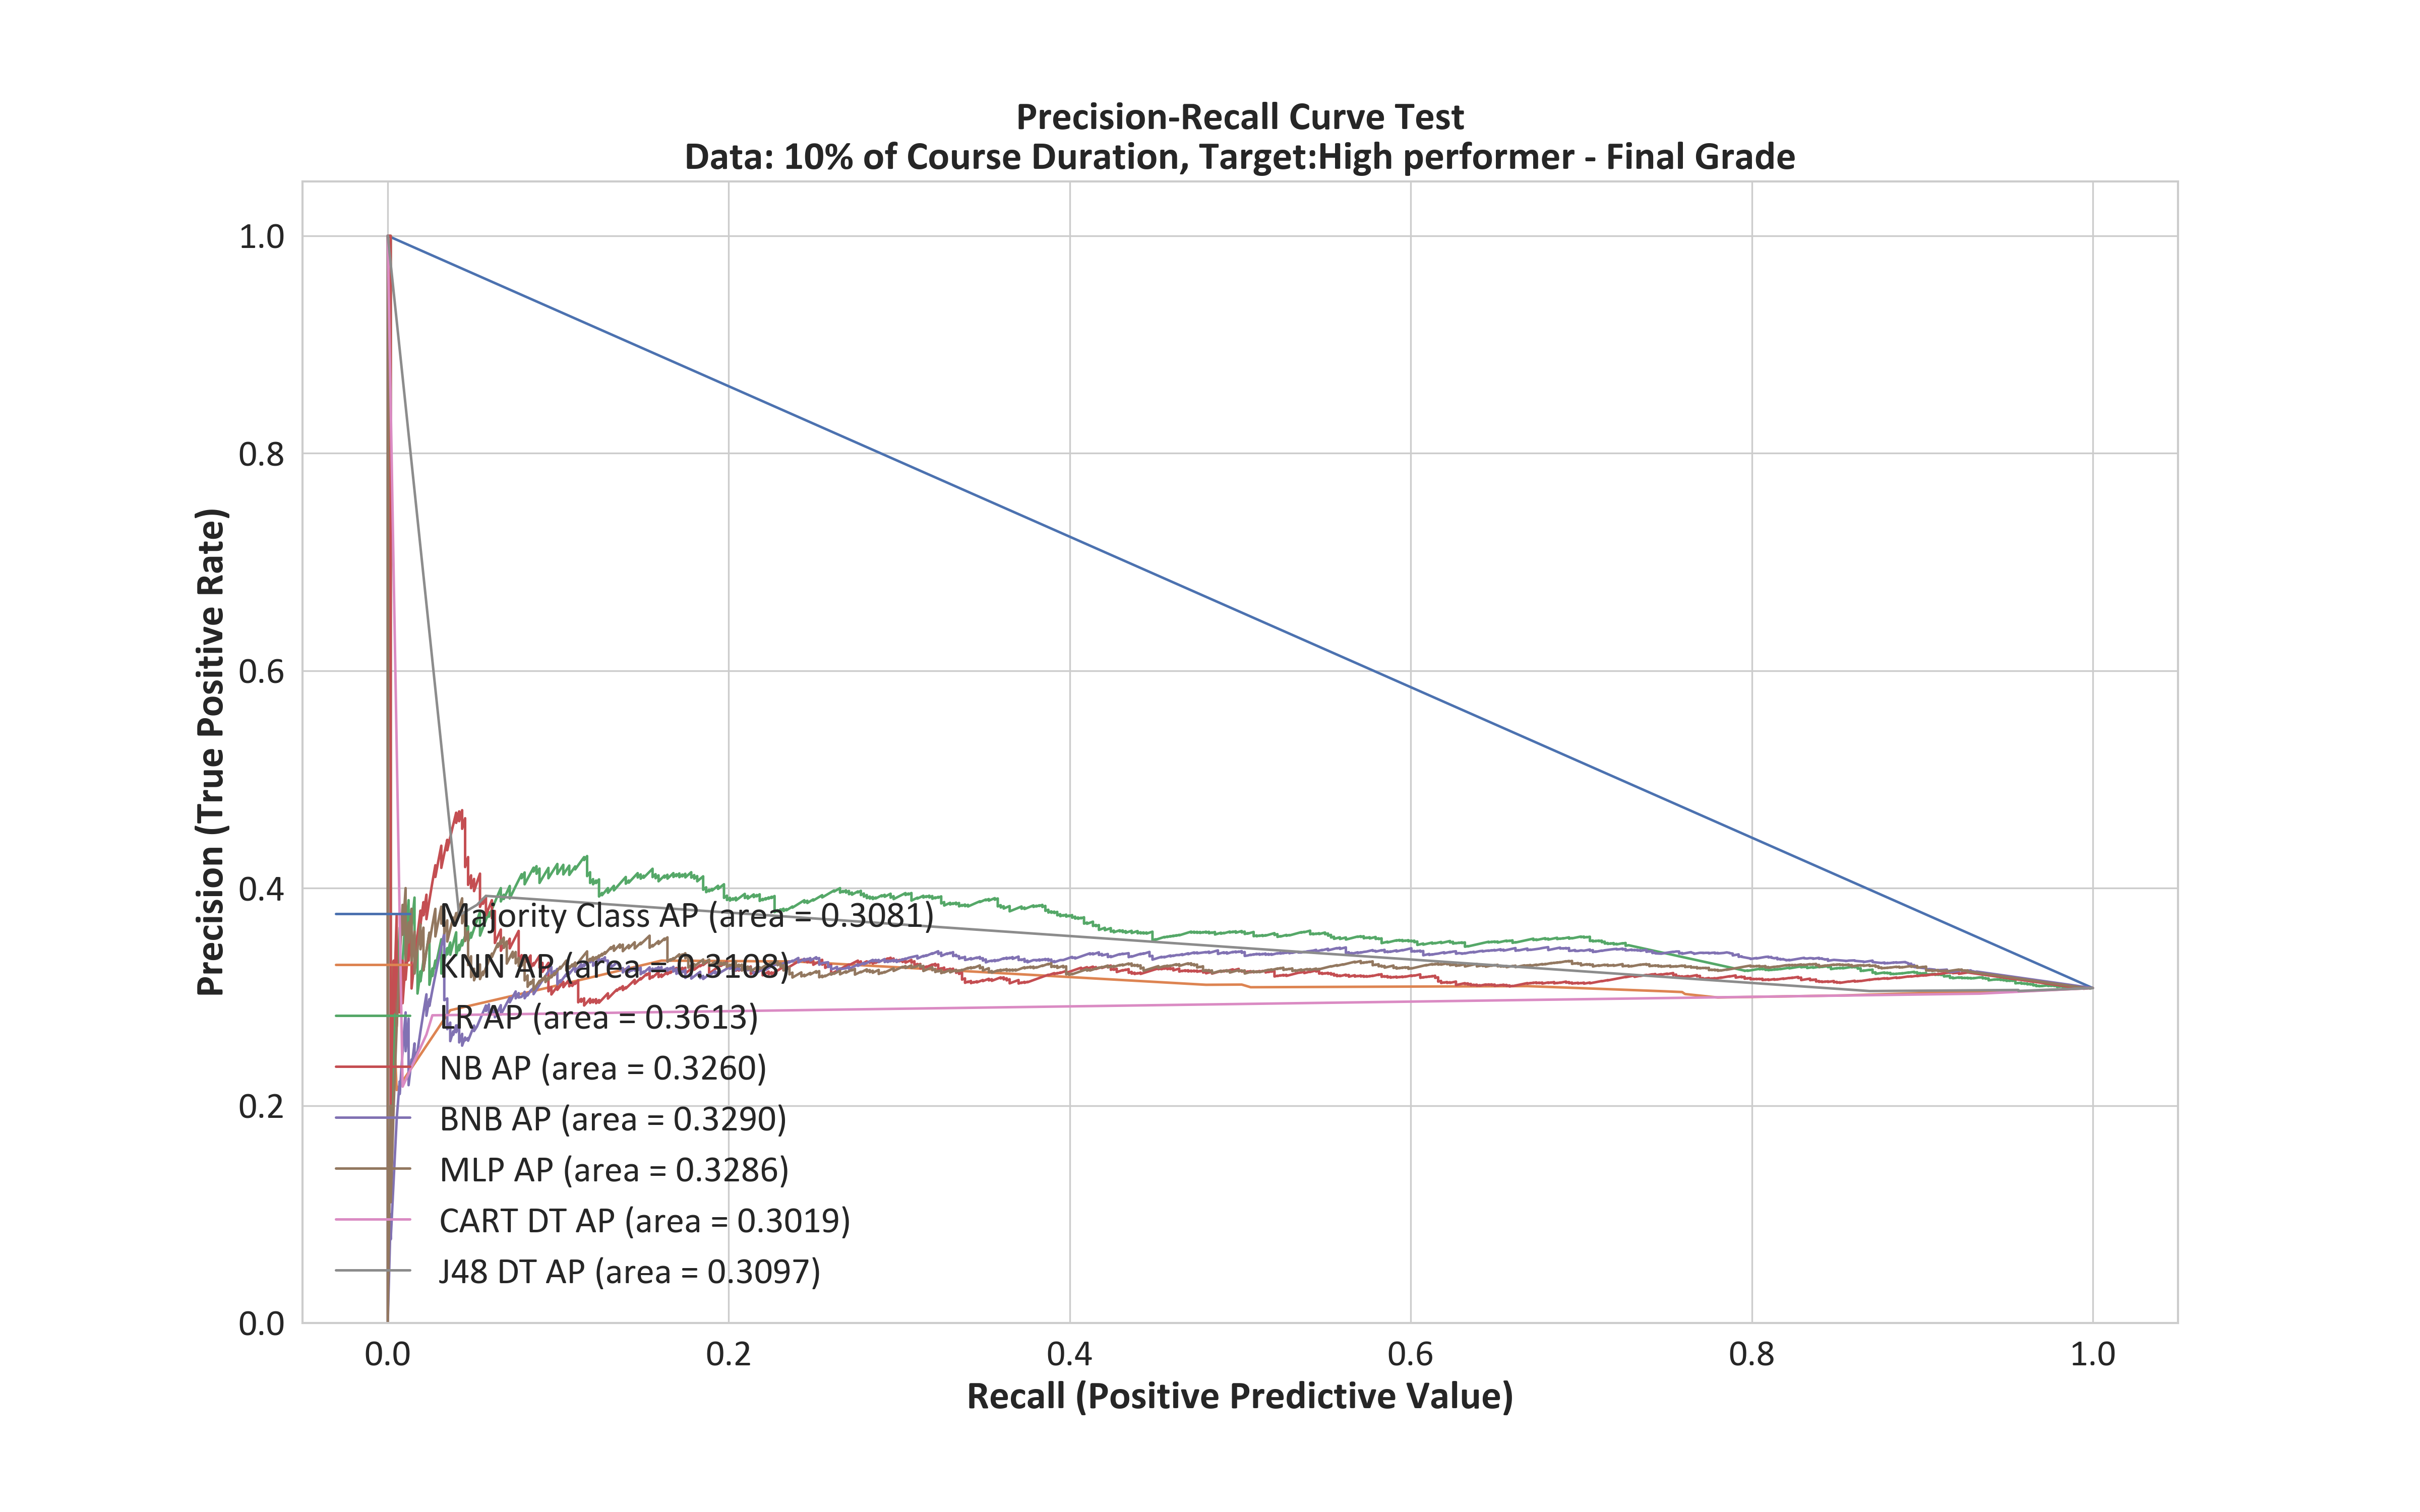 Precision-Recall Curve Test
Data: 10% of Course Duration, Target:High performer - Final Grade
Precision (True Positive Rate)
1.0
0.8
0.6
0.4
0.2
0.0
Majority Class AP (area = 0.3081)
KNN AP (area = 0.3108)
LR AP (area = 0.3613)
NB AP (area = 0.3260)
BNB AP (area = 0.3290)
MLP AP (area = 0.3286)
CART DT AP (area = 0.3019)
J48 DT AP (area = 0.3097)
0.0 0.2 0.4 0.6 0.8 1.0
Recall (Positive Predictive Value)